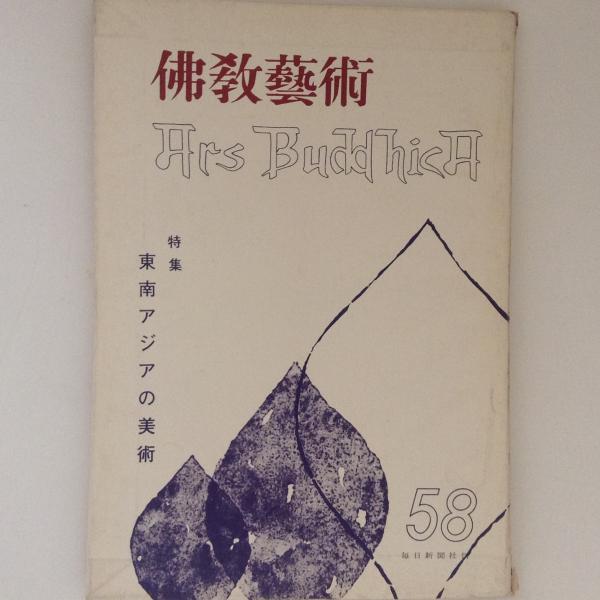 佛教藝術
Ars Buddhica
特集
東南アジアの美術
58
毎日新聞社刊